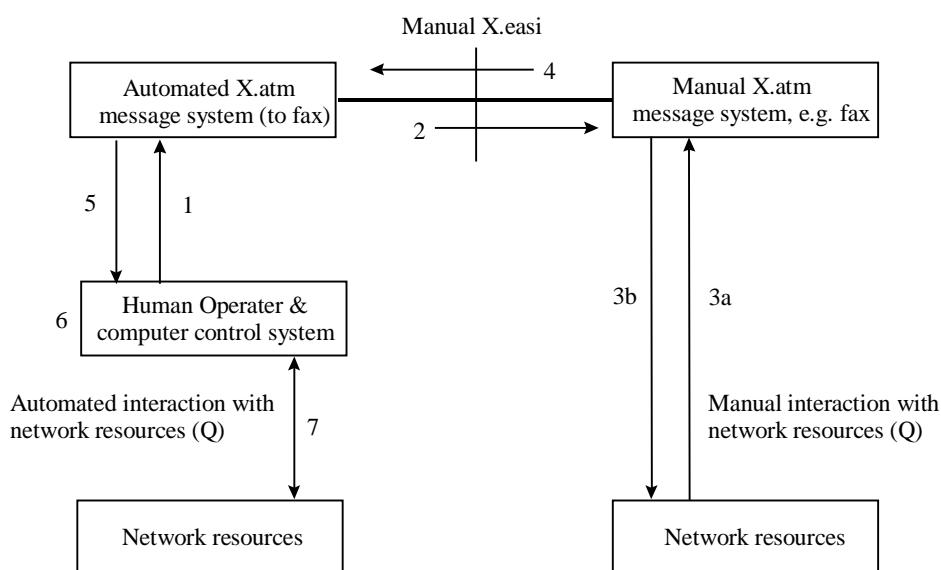 Manual X.easi
4
Automated X.atm
message system (to fax)
Manual X.atm
message system, e.g. fax
2
5
1
3b
3a
6
Human Operater &
computer control system
Automated interaction with
network resources (Q)
7
Manual interaction with
network resources (Q)
Network resources
Network resources